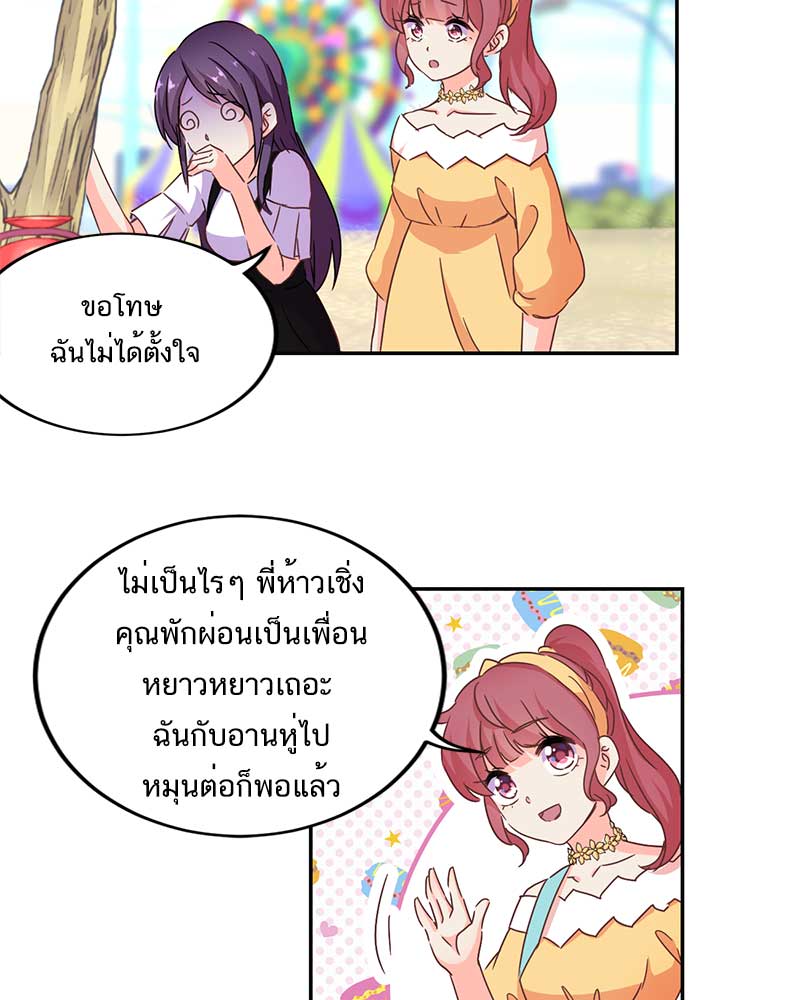 ขอโทษ
ฉันไม่ได้ตั้งใจ
ไม่เป็นไรๆ พี่ห้าวเชิ่ง
คุณพักผ่อนเป็นเพื่อน
หยาวหยาวเถอะ
ฉันกับอานหู่ไป
หมุนต่อก็พอแล้ว